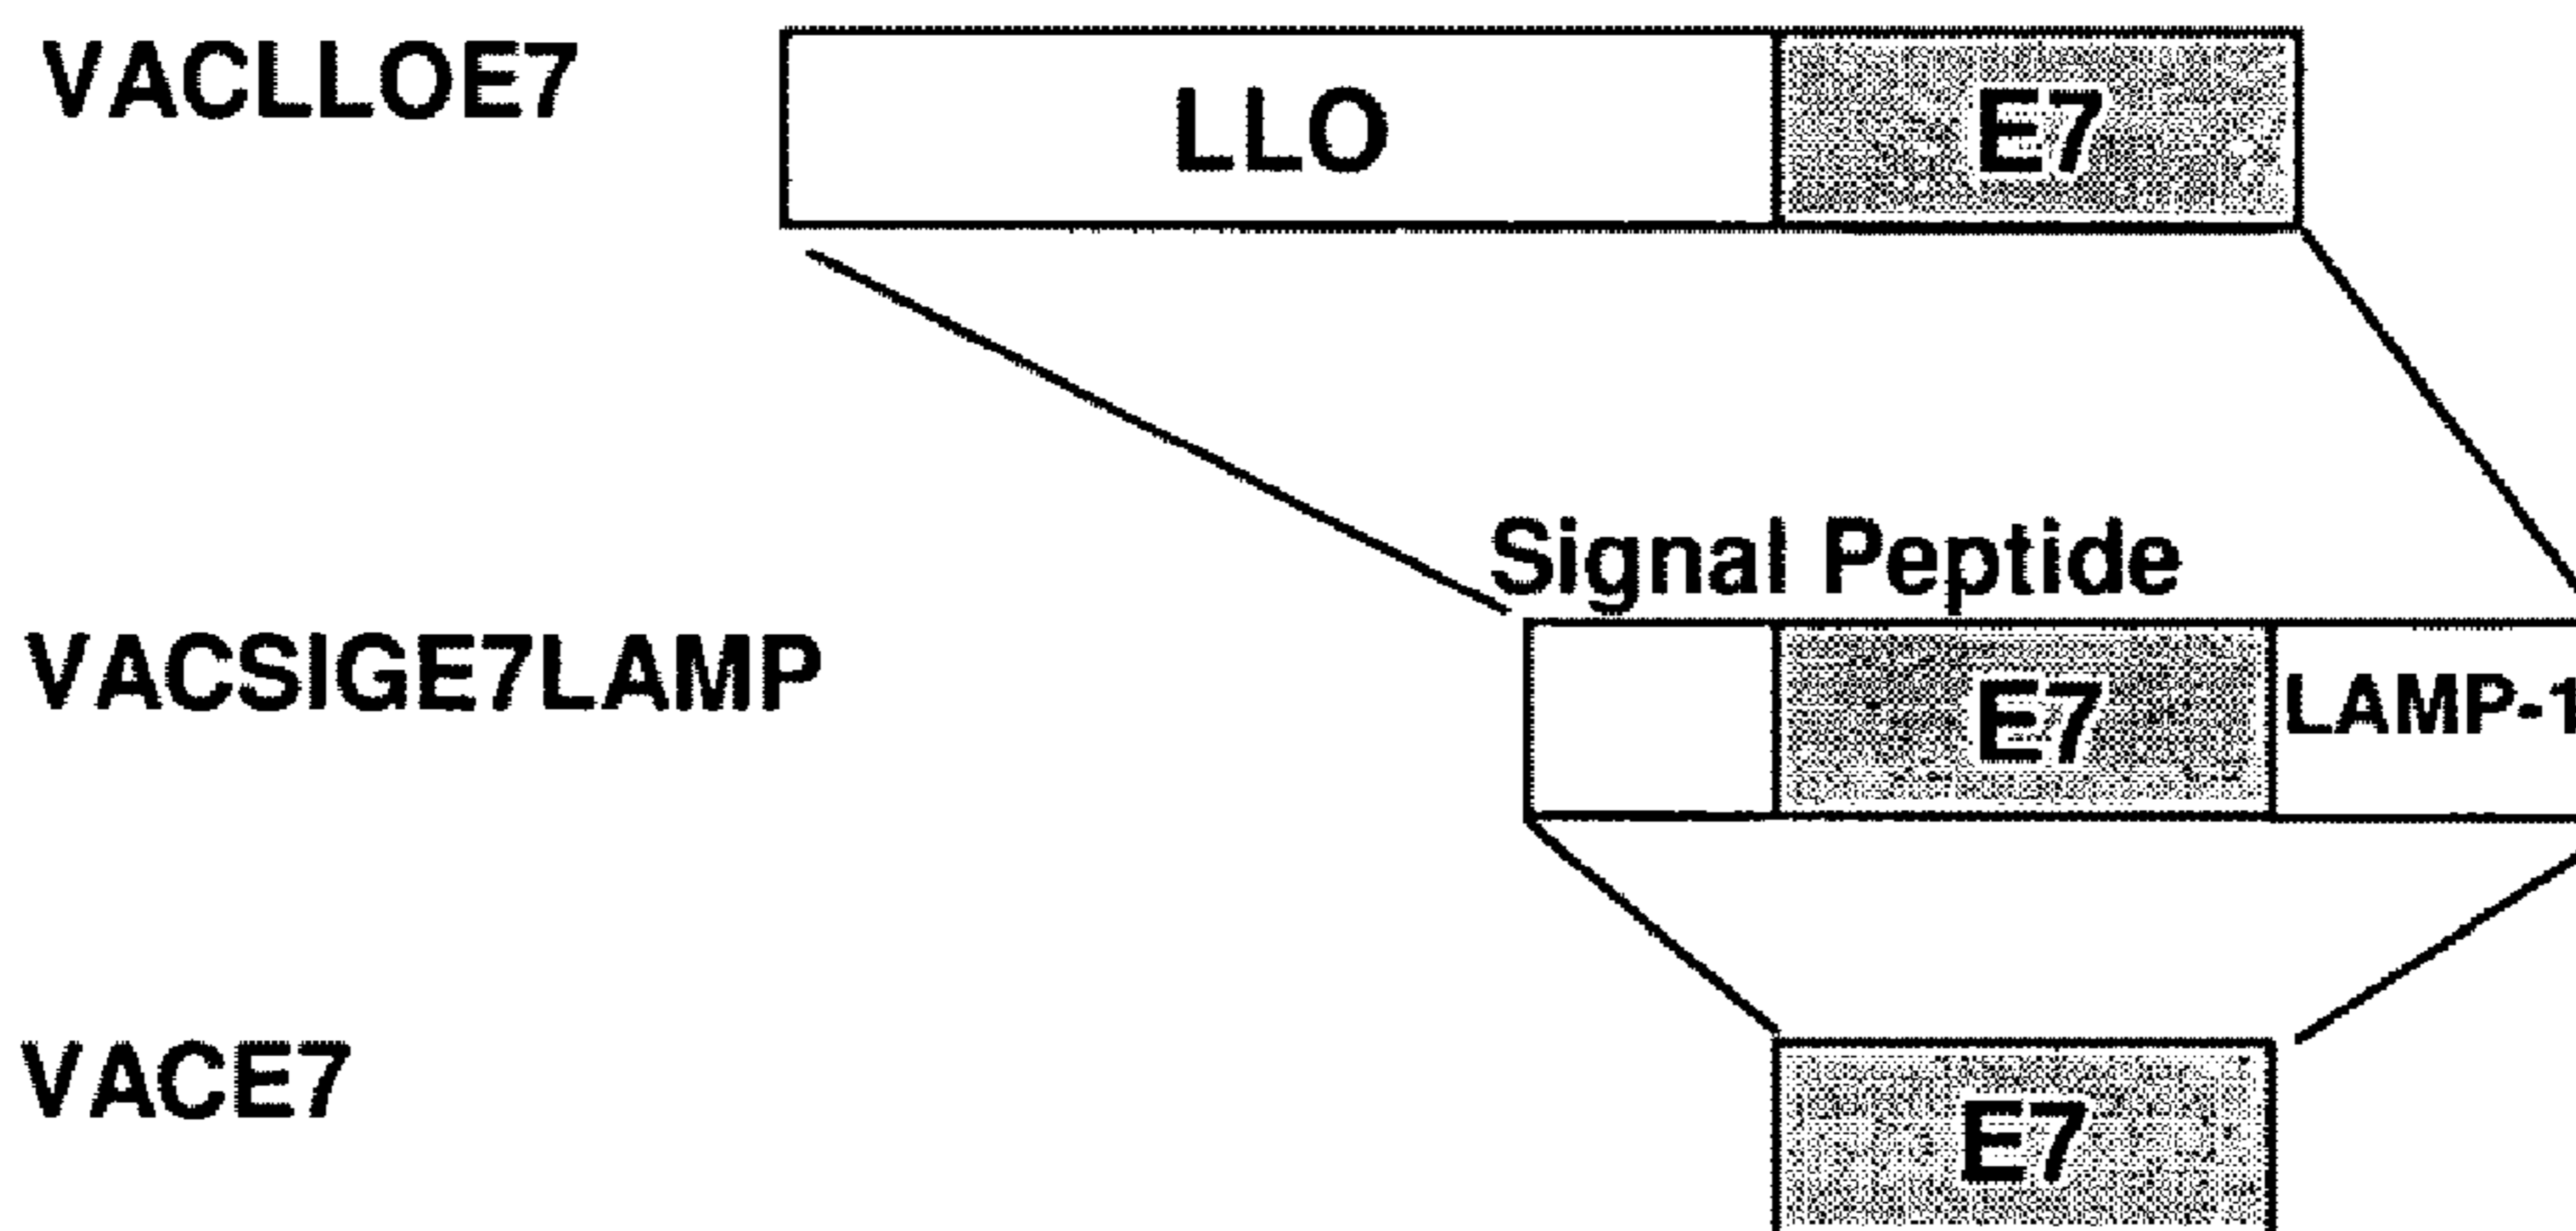 VACLLOE7
LLO
E7
Signal Peptide
VACSIGE7LAMP
E7
LAMP-1
VACE7
E7